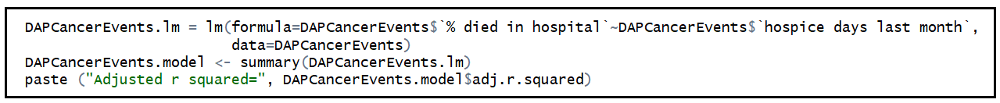 DAPCancerEvents.lm = lm(formula=DAPCancerEvents$`% died in hospital`~DAPCancerEvents$`hospice days last month`,
data=DAPCancerEvents)
DAPCancerEvents.model <- summary(DAPCancerEvents.lm)
paste ("Adjusted r squared=", DAPCancerEvents.model$adj.r.squared)